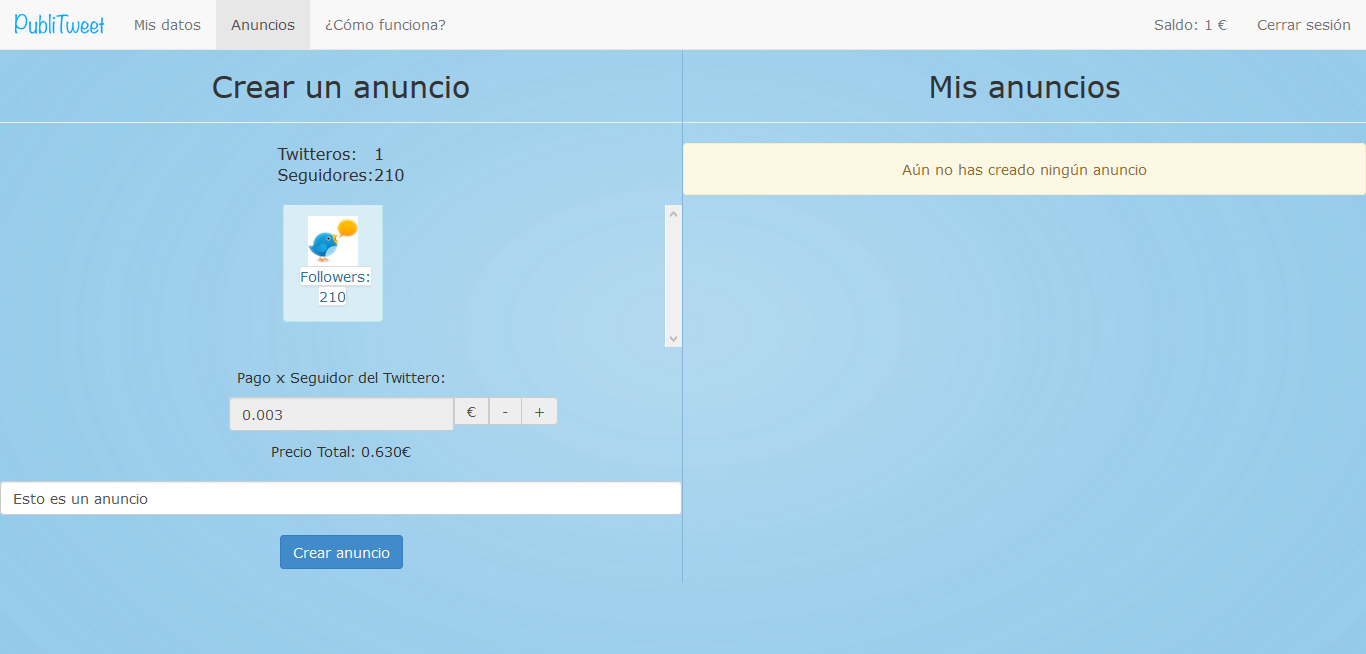 PubliTweet Mis datos Anuncios ¿Cómo funciona? Saldo: 1 € Cerrar sesión
Crear un anuncio
Twitteros: 1
Seguidores:210
Followers:
210
Pago x Seguidor del Twittero:
0.003 € - +
Precio Total: 0.630€
Esto es un anuncio
Crear anuncio
Mis anuncios
Aún no has creado ningún anuncio